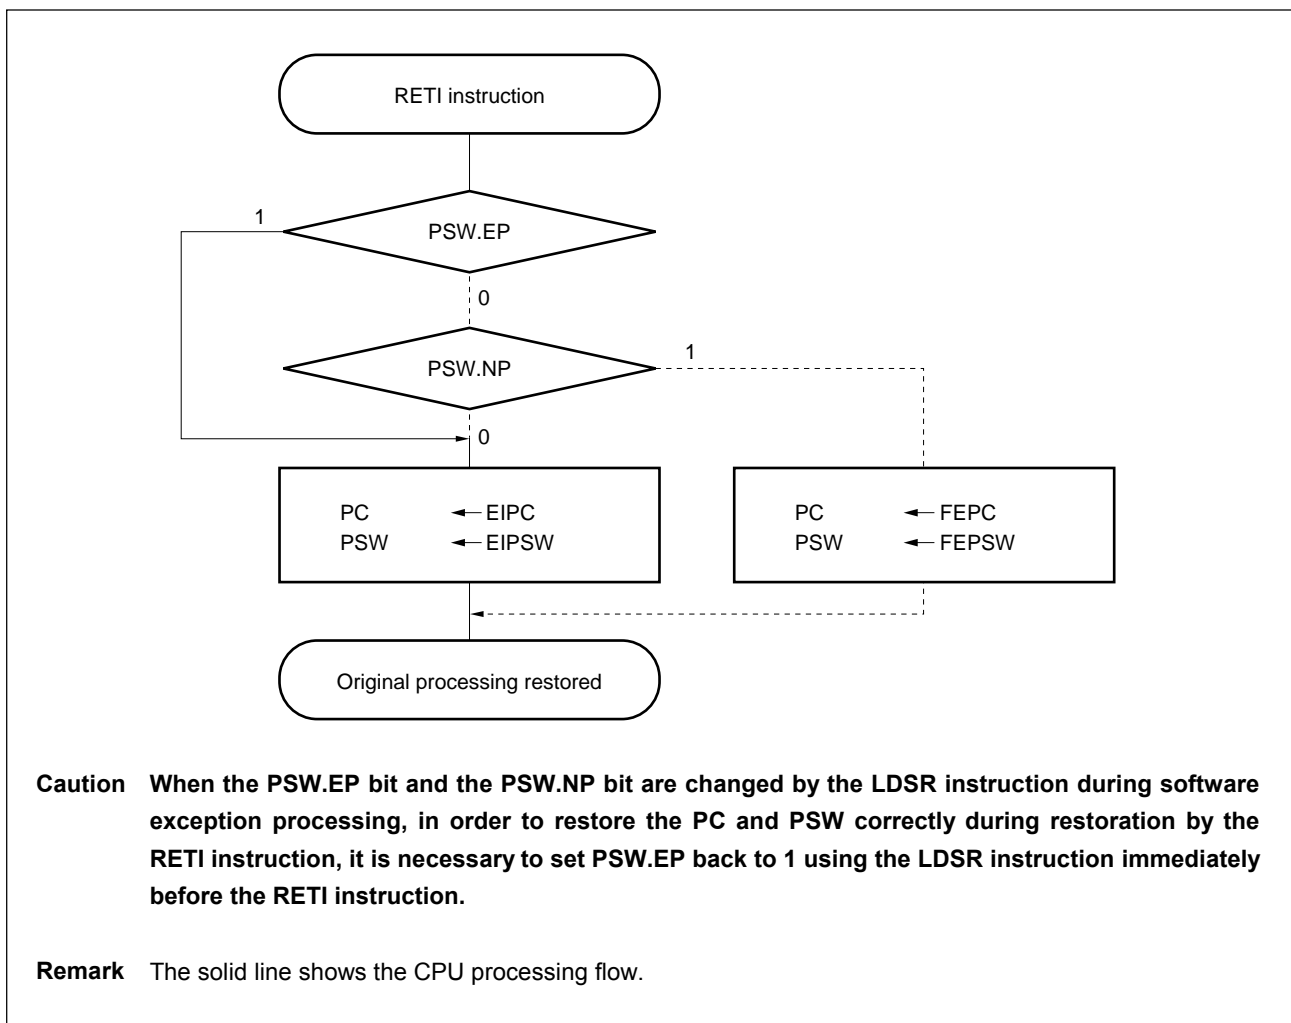 RETI instruction
1
PSW.EP
0
1
PSW.NP
0
PC ← EIPC
PSW ← EIPSW
PC ← FEPC
PSW ← FEPSW
Original processing restored
Caution When the PSW.EP bit and the PSW.NP bit are changed by the LDSR instruction during software
exception processing, in order to restore the PC and PSW correctly during restoration by the
RETI instruction, it is necessary to set PSW.EP back to 1 using the LDSR instruction immediately
before the RETI instruction.
Remark The solid line shows the CPU processing flow.